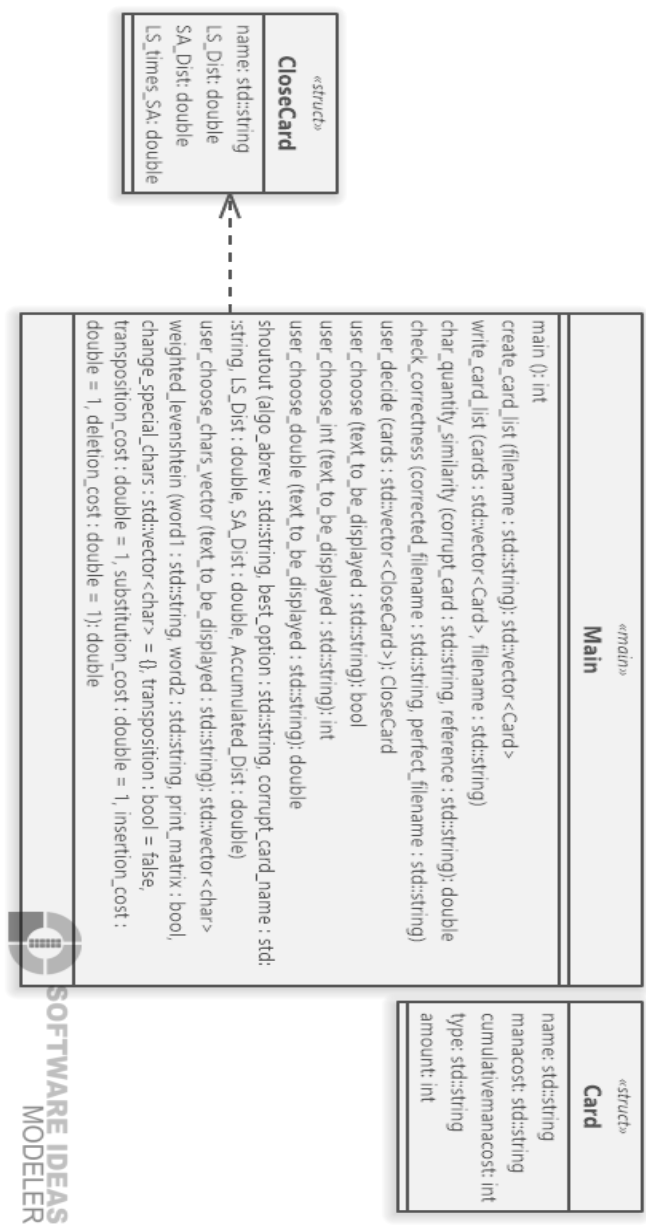 «struct»
CloseCard
name: std::string
LS_Dist: double
SA_Dist: double
LS_times_SA: double
«main»
Main
main (): int
create_card_list (filename : std::string): std::vector<Card>
write_card_list (cards : std::vector<Card>, filename : std::string)
char_quantity_similarity (corrupt_card : std::string, reference : std::string): double
check_correctness (corrected_filename : std::string, perfect_filename : std::string)
user_decide (cards : std::vector<CloseCard>): CloseCard
user_choose (text_to_be_displayed : std::string): bool
user_choose_int (text_to_be_displayed : std::string): int
user_choose_double (text_to_be_displayed : std::string): double
shoutout (algo_abrev : std::string, best_option : std::string, corrupt_card_name : std:
:string, LS_Dist : double, SA_Dist : double, Accumulated_Dist : double)
user_choose_chars_vector (text_to_be_displayed : std::string): std::vector<char>
weighted_levenshtein (word1 : std::string, word2 : std::string, print_matrix : bool,
change_special_chars : std::vector<char> = {}, transposition : bool = false,
transposition_cost : double = 1, substitution_cost : double = 1, insertion_cost :
double = 1, deletion_cost : double = 1): double
«struct»
Card
name: std::string
manacost: std::string
cumulativemanacost: int
type: std::string
amount: int
SOFTWARE IDEAS
MODELER